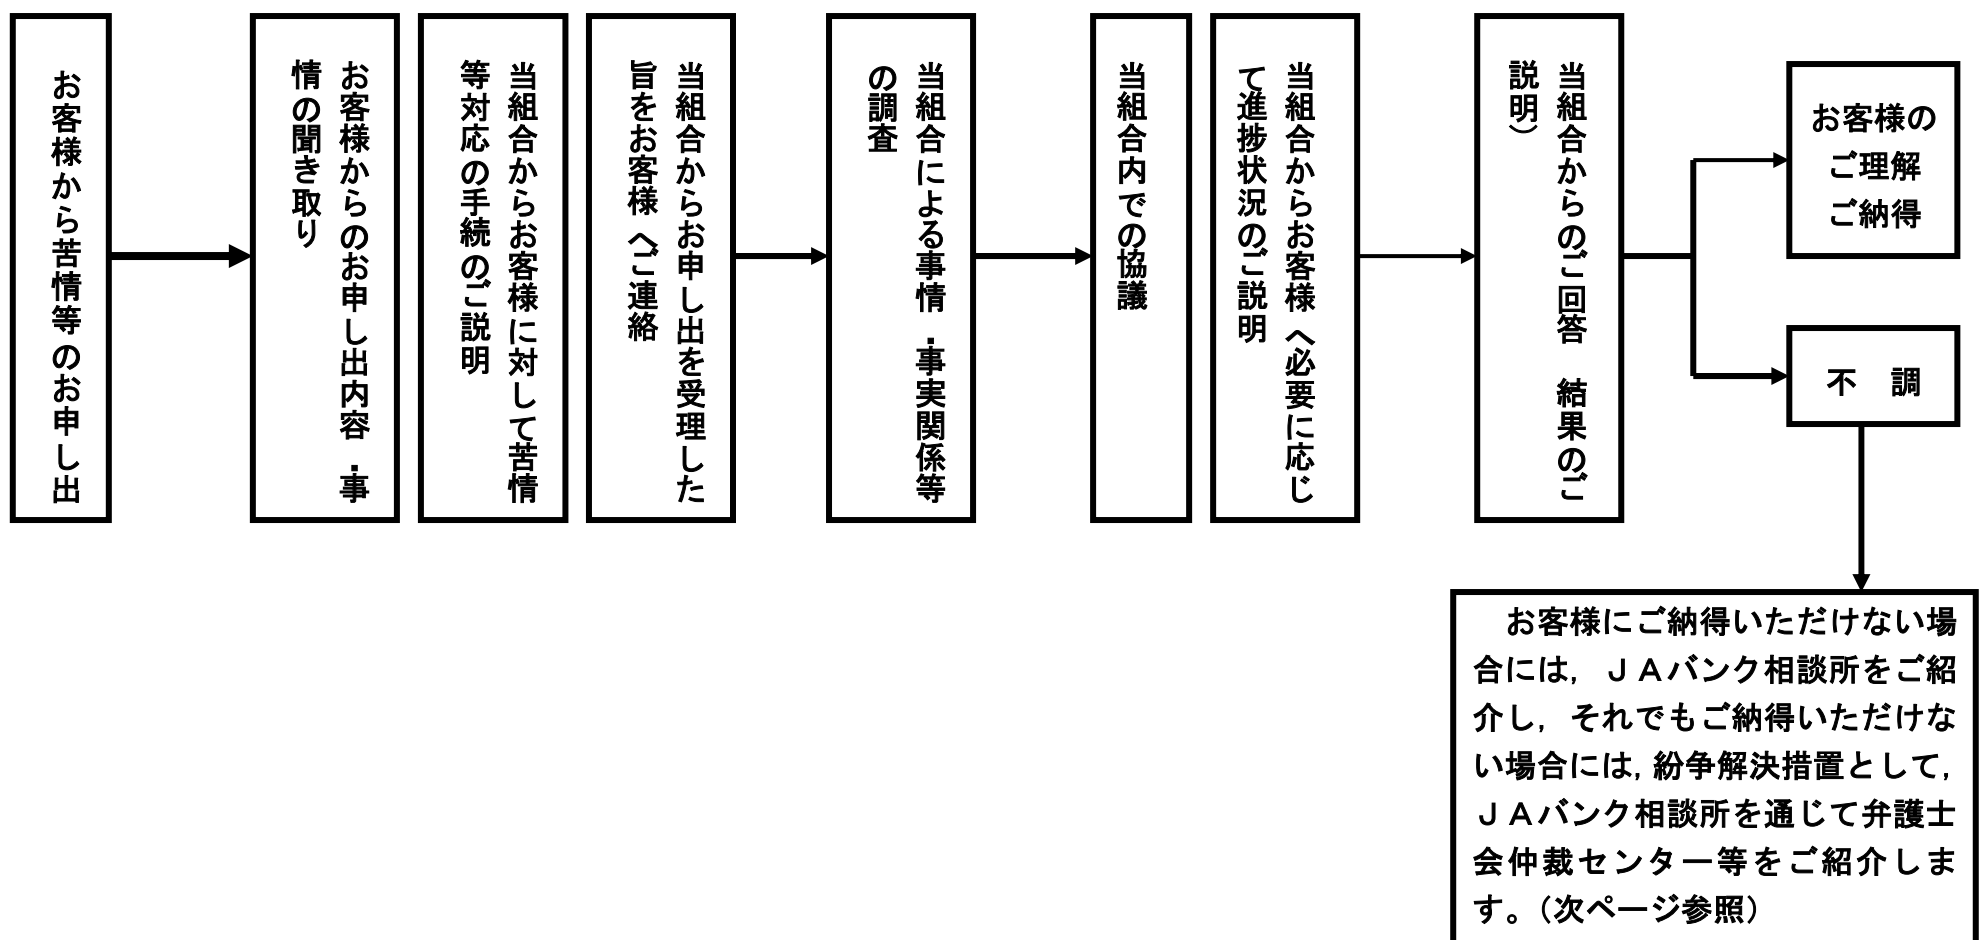 お客様から苦情等のお申し出
お客様からのお申し出内容・事
情の聞き取り
当組合からお客様に対して苦情
等対応の手続のご説明
当組合からお申し出を受理した
旨をお客様へご連絡
当組合による事情・事実関係等
の調査
当組合内での協議
当組合からお客様へ必要に応じ
て進捗状況のご説明
当組合からのご回答 結果のご
説明)
お客様の
ご理解
ご納得
不 調
お客様にご納得いただけない場
合には,JAバンク相談所をご紹
介し,それでもご納得いただけな
い場合には,紛争解決措置として,
JAバンク相談所を通じて弁護士
会仲裁センター等をご紹介しま
す。(次ページ参照)